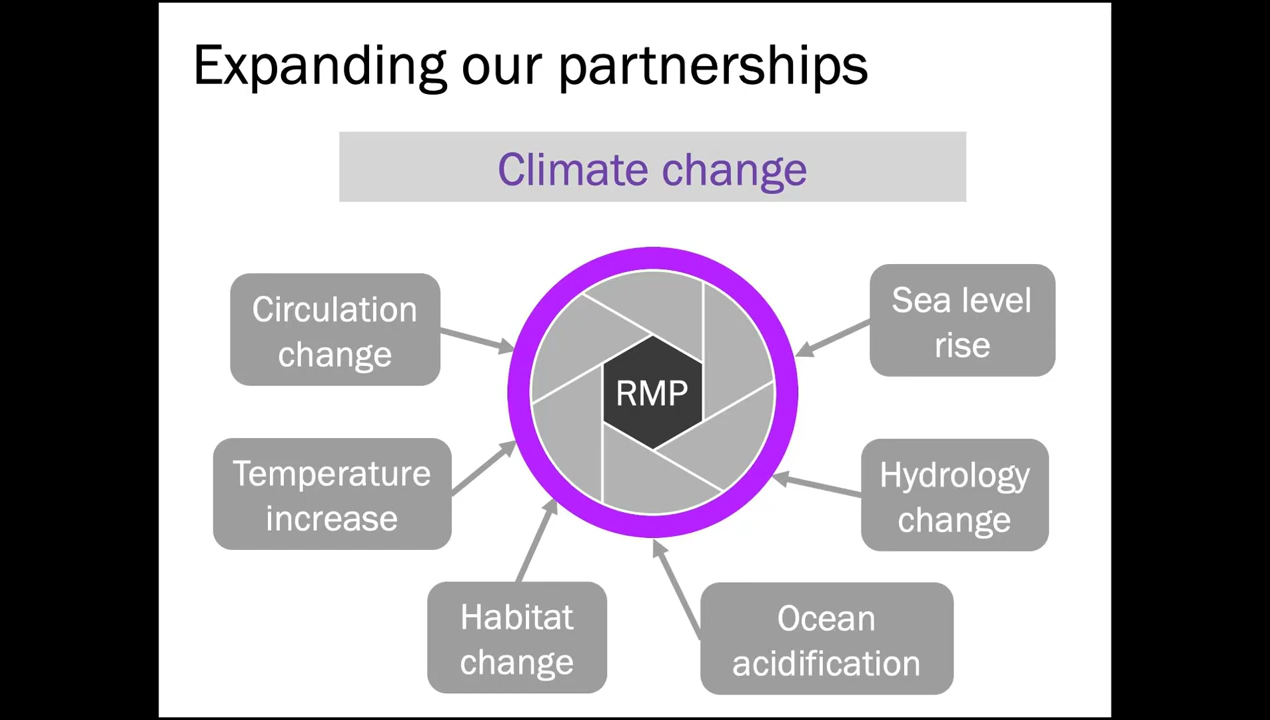 Expanding our partnerships
Climate change
Circulation
change
Sea level
rise
RMP
Temperature
increase
Hydrology
change
Habitat
change
Ocean
acidification